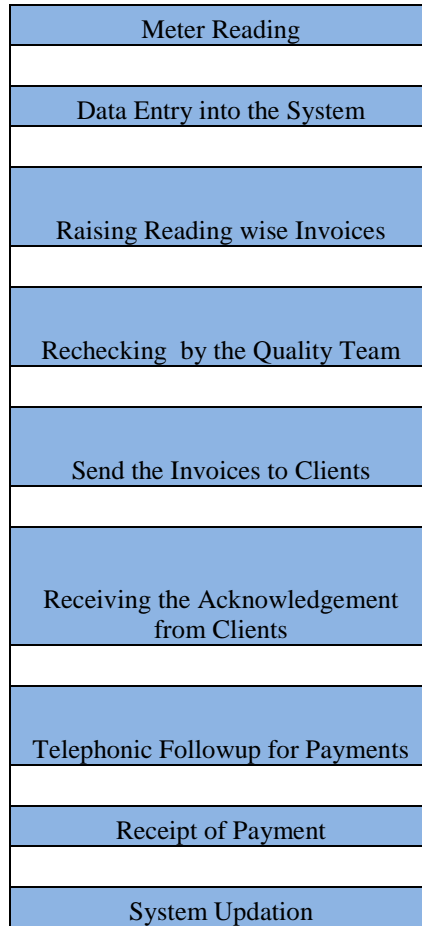 Meter Reading
Data Entry into the System
Raising Reading wise Invoices
Rechecking by the Quality Team
Send the Invoices to Clients
Receiving the Acknowledgement
from Clients
Telephonic Followup for Payments
Receipt of Payment
System Updation